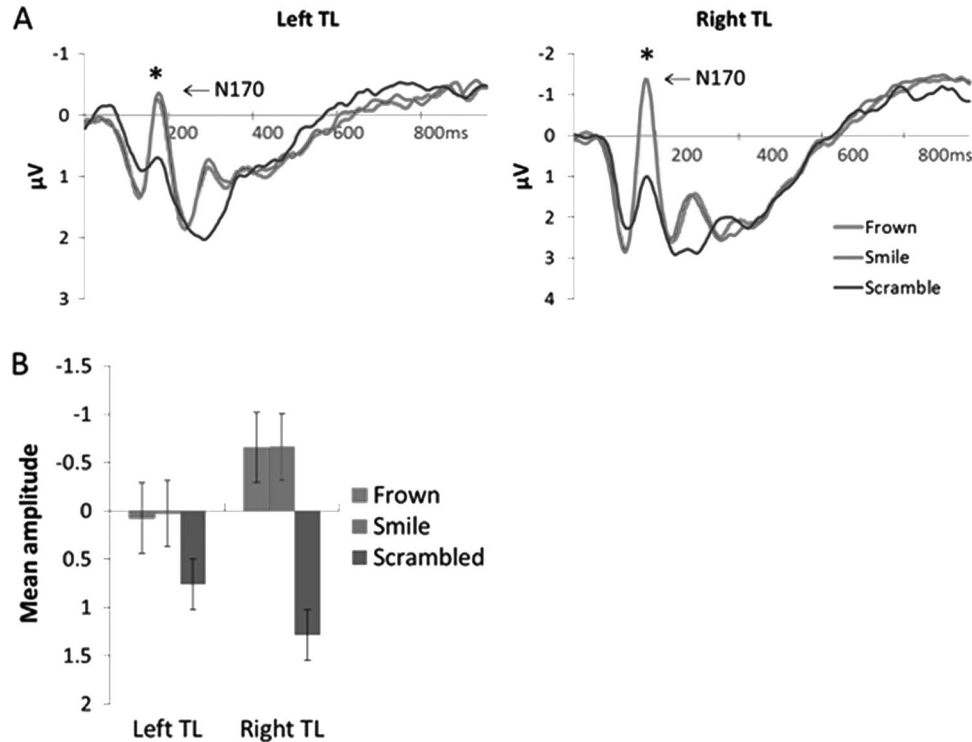 A
Left TL
Right TL
-1
0
1
2
3
µV
*
← N170
200
400
600
800ms
-2
-1
0
1
2
3
4
µV
*
← N170
200
400
600
800ms
Frown
Smile
Scramble
B
-1.5
-1
-0.5
0
0.5
1
1.5
2
Mean amplitude
Frown
Smile
Scrambled
Left TL
Right TL